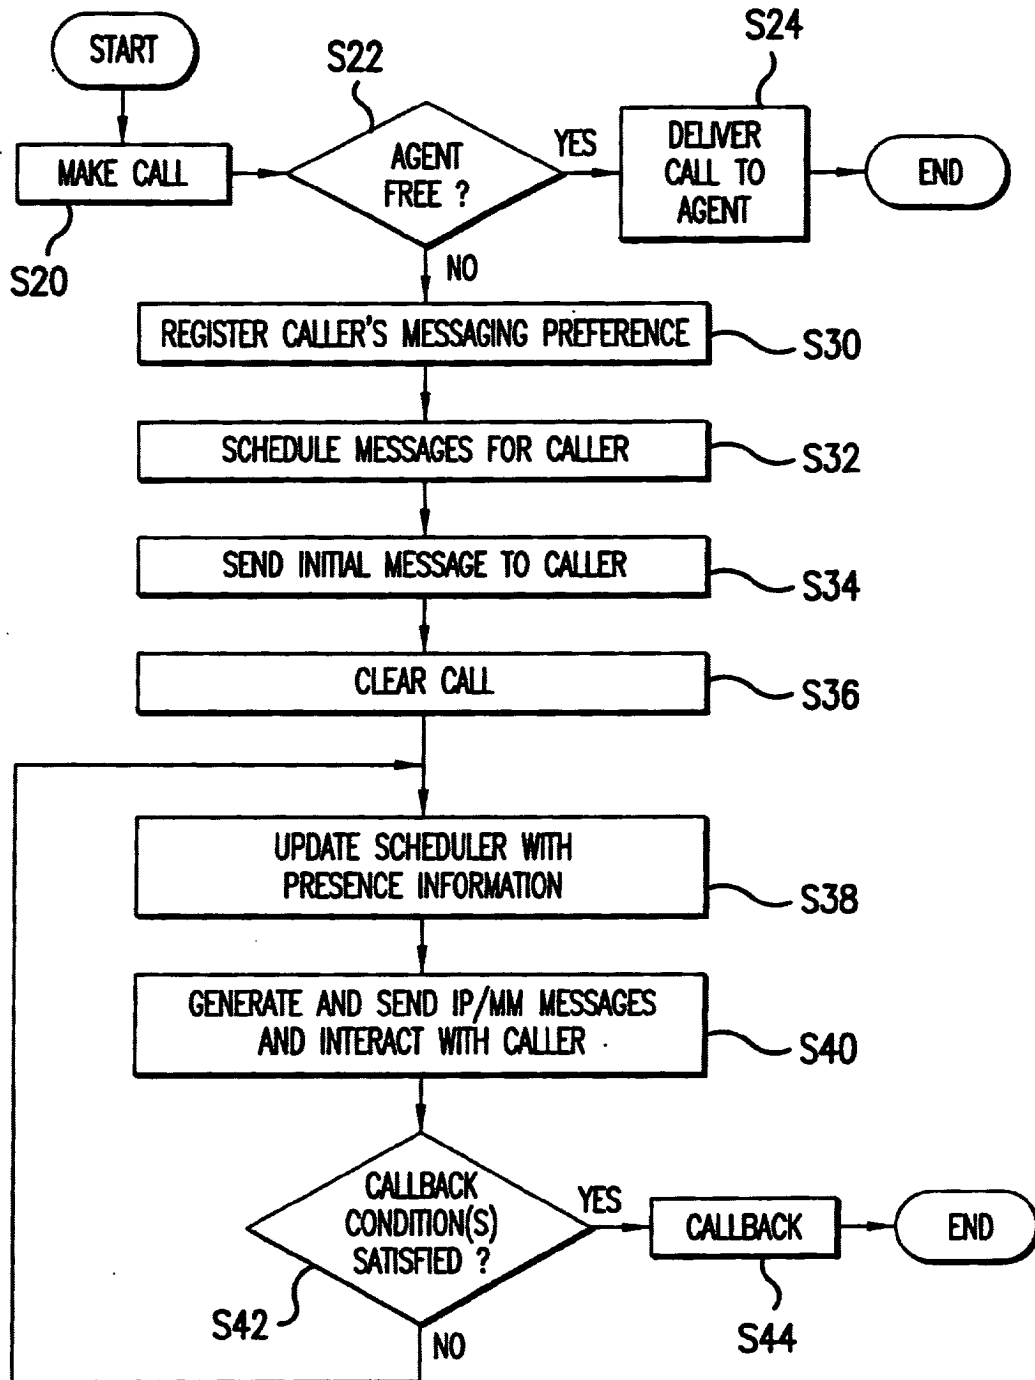 START
S22
S24
MAKE CALL
AGENT
FREE ?
YES
DELIVER
CALL TO
AGENT
END
S20
NO
REGISTER CALLER'S MESSAGING PREFERENCE
S30
SCHEDULE MESSAGES FOR CALLER
S32
SEND INITIAL MESSAGE TO CALLER
S34
CLEAR CALL
S36
UPDATE SCHEDULER WITH
PRESENCE INFORMATION
S38
GENERATE AND SEND IP/MM MESSAGES
AND INTERACT WITH CALLER
S40
CALLBACK
CONDITION(S)
SATISFIED ?
YES
CALLBACK
END
S42
NO
S44